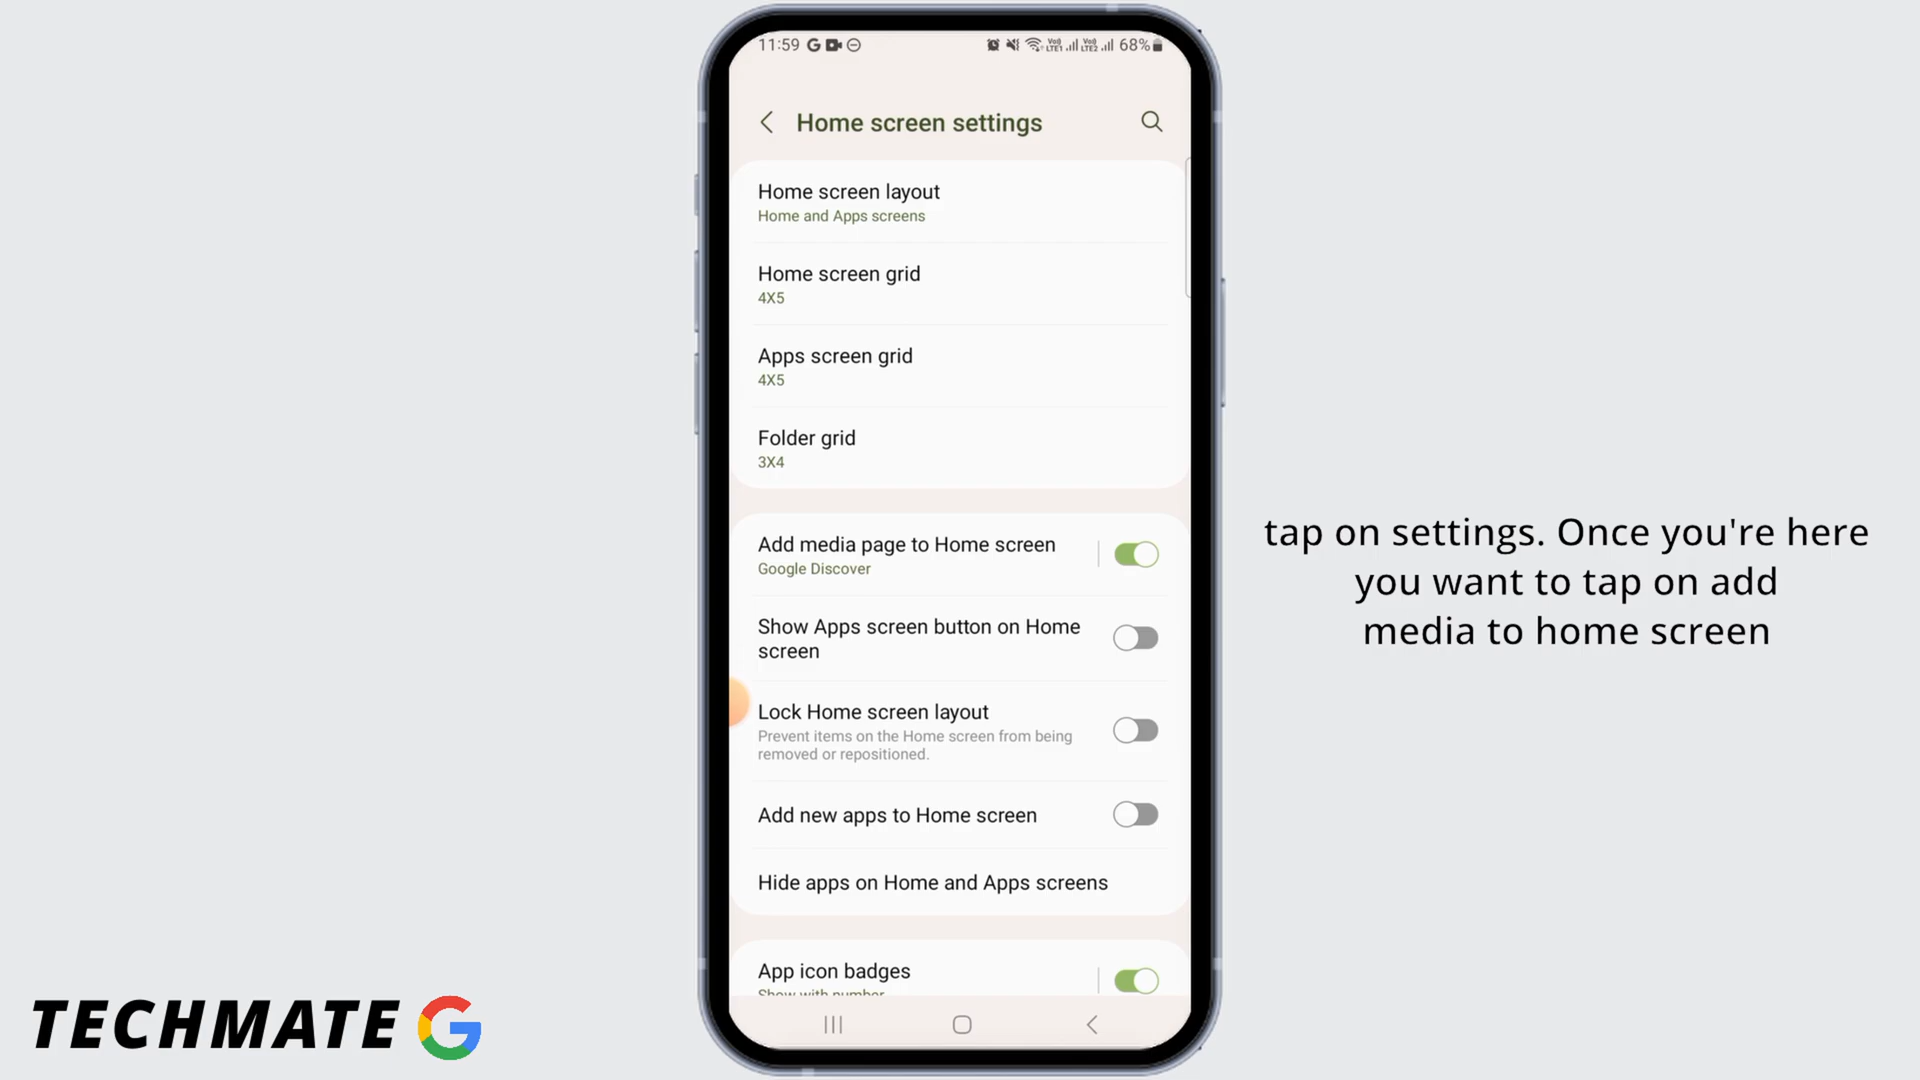 11:59
68%
Home screen settings
Home screen layout
Home and Apps screens
Home screen grid
4X5
Apps screen grid
4X5
Folder grid
3X4
Add media page to Home screen
Google Discover
Show Apps screen button on Home
screen
Lock Home screen layout
Prevent items on the Home screen from being
removed or repositioned.
Add new apps to Home screen
Hide apps on Home and Apps screens
App icon badges
Show with number
tap on settings. Once you're here
you want to tap on add
media to home screen
TECHMATE